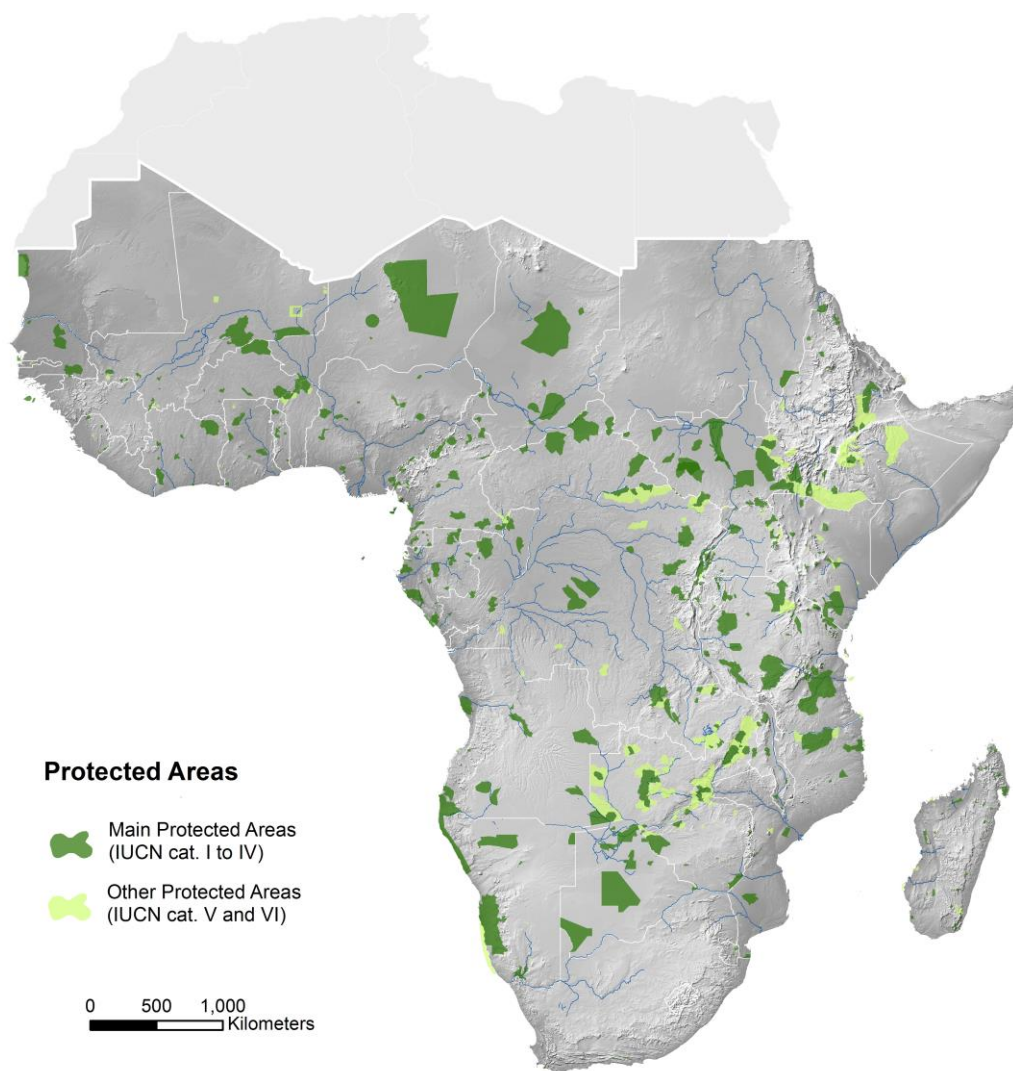 Protected Areas
Main Protected Areas
(IUCN cat. I to IV)
Other Protected Areas
(IUCN cat. V and VI)
0 500 1,000
Kilometers